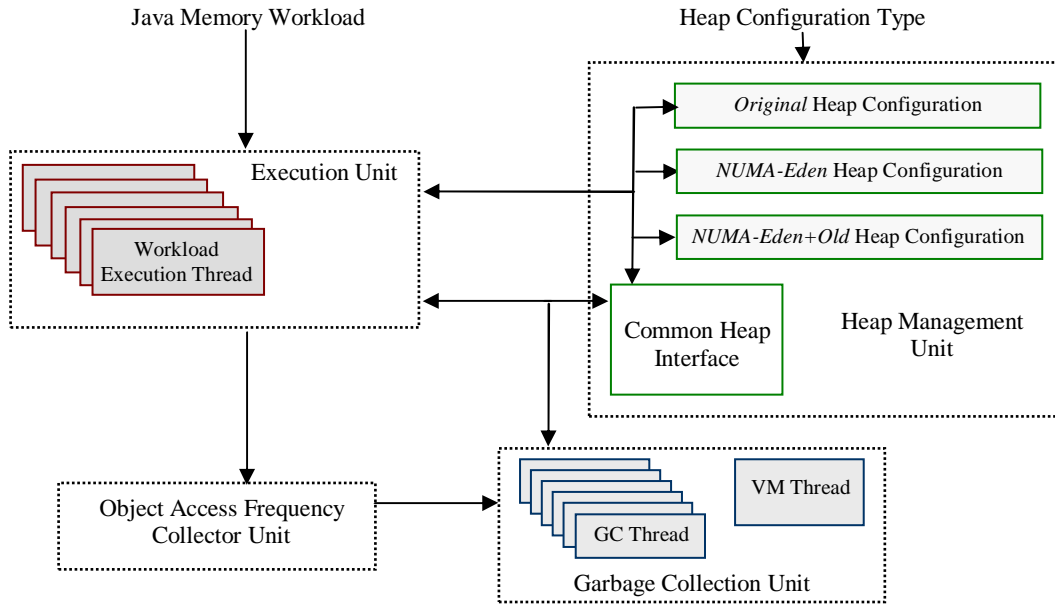 Java Memory Workload
Heap Configuration Type
Original Heap Configuration
Execution Unit
NUMA-Eden Heap Configuration
NUMA-Eden+Old Heap Configuration
Workload
Execution Thread
Common Heap
Interface
Heap Management
Unit
Object Access Frequency
Collector Unit
VM Thread
GC Thread
Garbage Collection Unit